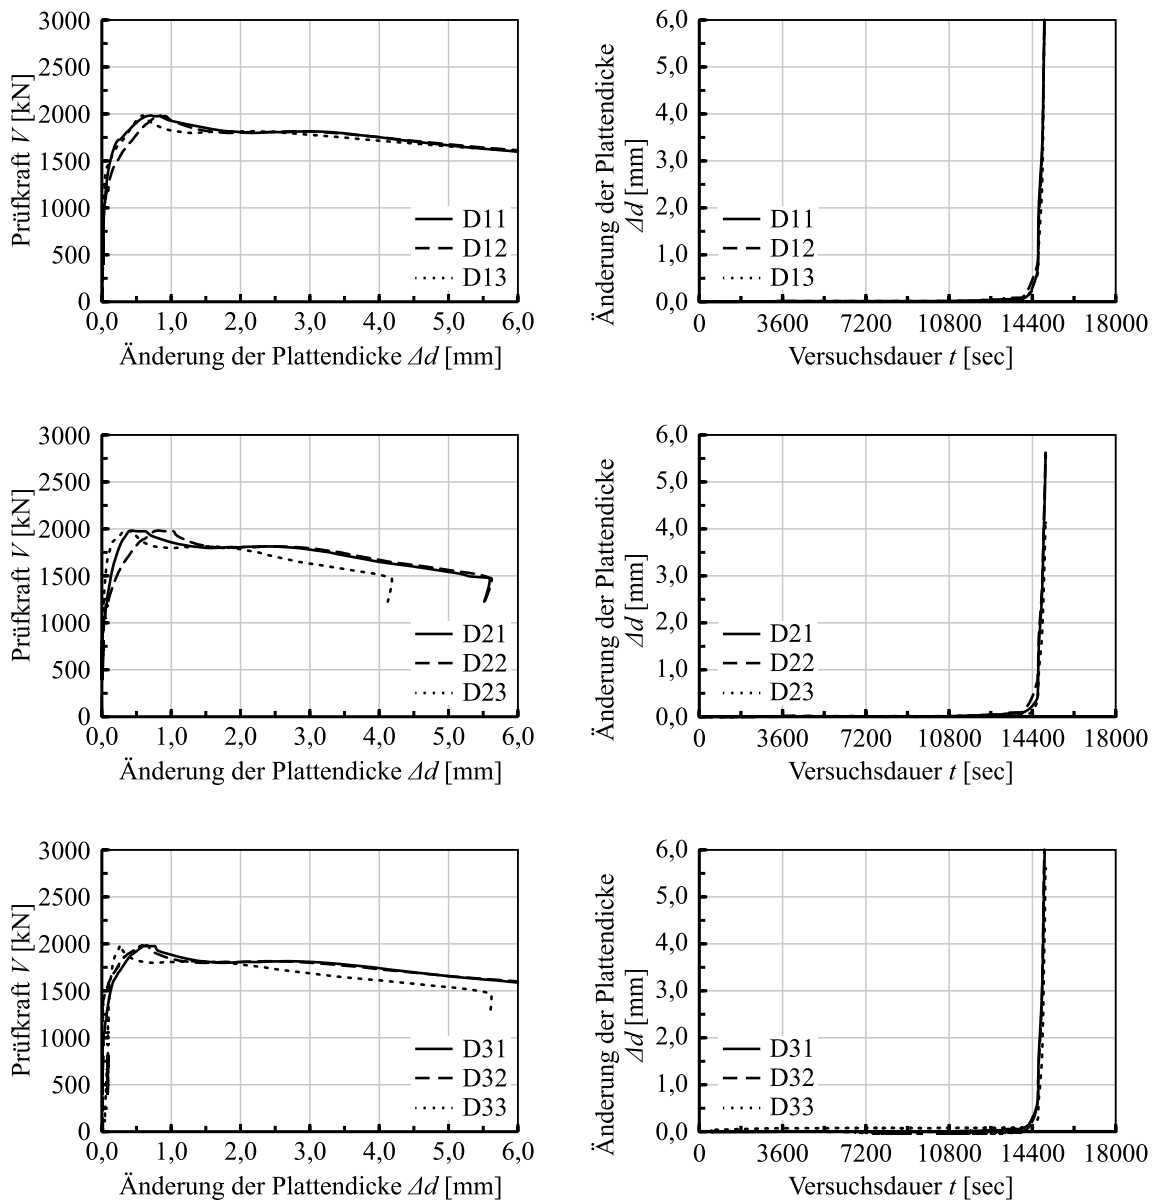 3000
2500
2000
1500
1000
500
0
Prüfkraft V [kN]
D11
D12
D13
0,0 1,0 2,0 3,0 4,0 5,0 6,0
Änderung der Plattendicke Δd [mm]
6,0
5,0
4,0
3,0
2,0
1,0
0,0
Änderung der Plattendicke
Δd [mm]
D11
D12
D13
0 3600 7200 10800 14400 18000
Versuchsdauer t [sec]
3000
2500
2000
1500
1000
500
0
Prüfkraft V [kN]
D21
D22
D23
0,0 1,0 2,0 3,0 4,0 5,0 6,0
Änderung der Plattendicke Δd [mm]
6,0
5,0
4,0
3,0
2,0
1,0
0,0
Änderung der Plattendicke
Δd [mm]
D21
D22
D23
0 3600 7200 10800 14400 18000
Versuchsdauer t [sec]
3000
2500
2000
1500
1000
500
0
Prüfkraft V [kN]
D31
D32
D33
0,0 1,0 2,0 3,0 4,0 5,0 6,0
Änderung der Plattendicke Δd [mm]
6,0
5,0
4,0
3,0
2,0
1,0
0,0
Änderung der Plattendicke
Δd [mm]
D31
D32
D33
0 3600 7200 10800 14400 18000
Versuchsdauer t [sec]